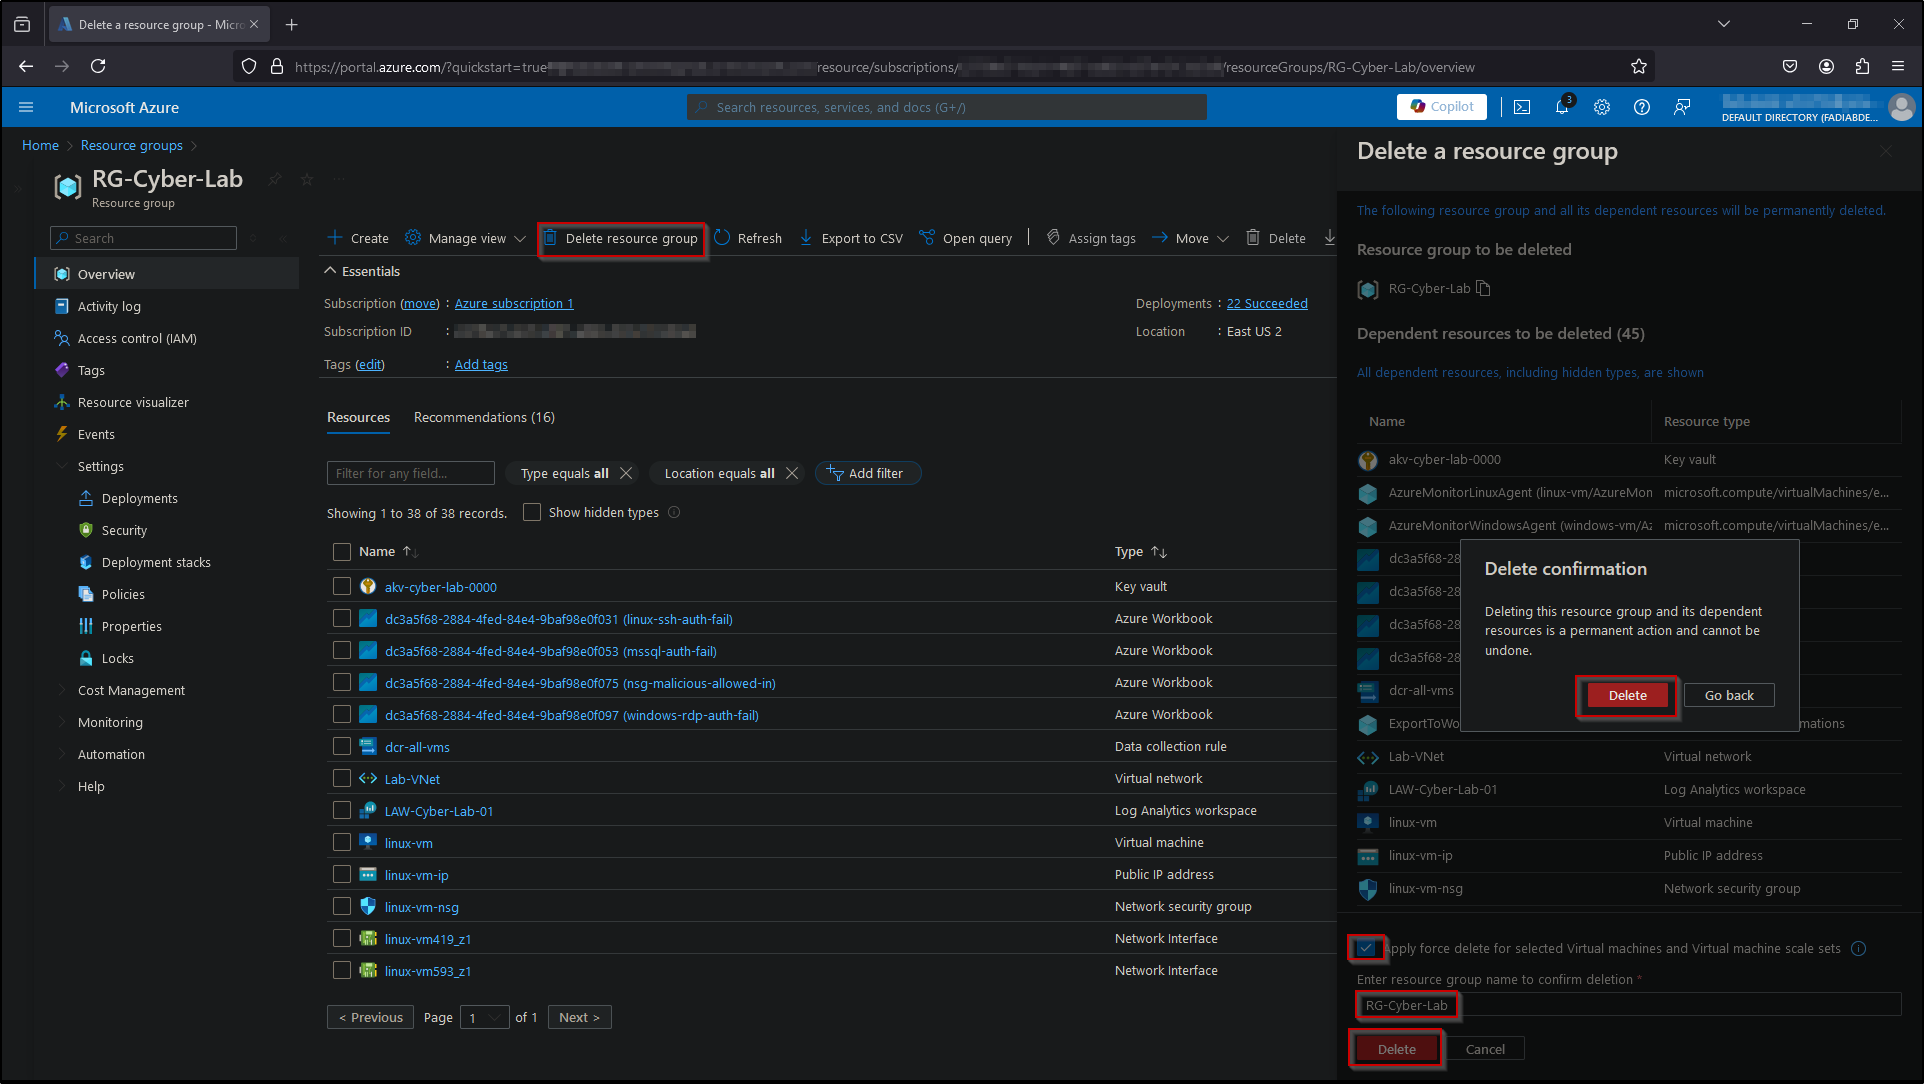 Delete a resource group - Micro
https://portal.azure.com/?quickstart=true resource/subscriptions/ /resourceGroups/RG-Cyber-Lab/overview
Microsoft Azure
Search resources, services, and docs (G+/)
Copilot
3
DEFAULT DIRECTORY (FADIABDE...
Home > Resource groups >
RG-Cyber-Lab
Resource group
Search
Overview
Activity log
Access control (IAM)
Tags
Resource visualizer
Events
Settings
Deployments
Security
Deployment stacks
Policies
Properties
Locks
Cost Management
Monitoring
Automation
Help
Create Manage view Delete resource group Refresh Export to CSV Open query Assign tags Move Delete
Essentials
Subscription (move) : Azure subscription 1
Subscription ID :
Tags (edit) : Add tags
Deployments : 22 Succeeded
Location : East US 2
Resources Recommendations (16)
Filter for any field... Type equals all Location equals all Add filter
Showing 1 to 38 of 38 records. Show hidden types
Name Type
akv-cyber-lab-0000 Key vault
dc3a5f68-2884-4fed-84e4-9baf98e0f031 (linux-ssh-auth-fail) Azure Workbook
dc3a5f68-2884-4fed-84e4-9baf98e0f053 (mssql-auth-fail) Azure Workbook
dc3a5f68-2884-4fed-84e4-9baf98e0f075 (nsg-malicious-allowed-in) Azure Workbook
dc3a5f68-2884-4fed-84e4-9baf98e0f097 (windows-rdp-auth-fail) Azure Workbook
dcr-all-vms Data collection rule
Lab-VNet Virtual network
LAW-Cyber-Lab-01 Log Analytics workspace
linux-vm Virtual machine
linux-vm-ip Public IP address
linux-vm-nsg Network security group
linux-vm419_z1 Network Interface
linux-vm593_z1 Network Interface
< Previous Page 1 of 1 Next >
Delete a resource group
The following resource group and all its dependent resources will be permanently deleted.
Resource group to be deleted
RG-Cyber-Lab
Dependent resources to be deleted (45)
All dependent resources, including hidden types, are shown
Name Resource type
akv-cyber-lab-0000 Key vault
AzureMonitorLinuxAgent (linux-vm/AzureMon microsoft.compute/virtualMachines/e...
AzureMonitorWindowsAgent (windows-vm/Az microsoft.compute/virtualMachines/e...
dc3a5f68-28
dc3a5f68-28
dc3a5f68-28
dc3a5f68-28
dcr-all-vms
ExportToWo mations
Lab-VNet Virtual network
LAW-Cyber-Lab-01 Log Analytics workspace
linux-vm Virtual machine
linux-vm-ip Public IP address
linux-vm-nsg Network security group
Delete confirmation
Deleting this resource group and its dependent
resources is a permanent action and cannot be
undone.
Delete Go back
Apply force delete for selected Virtual machines and Virtual machine scale sets
Enter resource group name to confirm deletion *
RG-Cyber-Lab
Delete Cancel